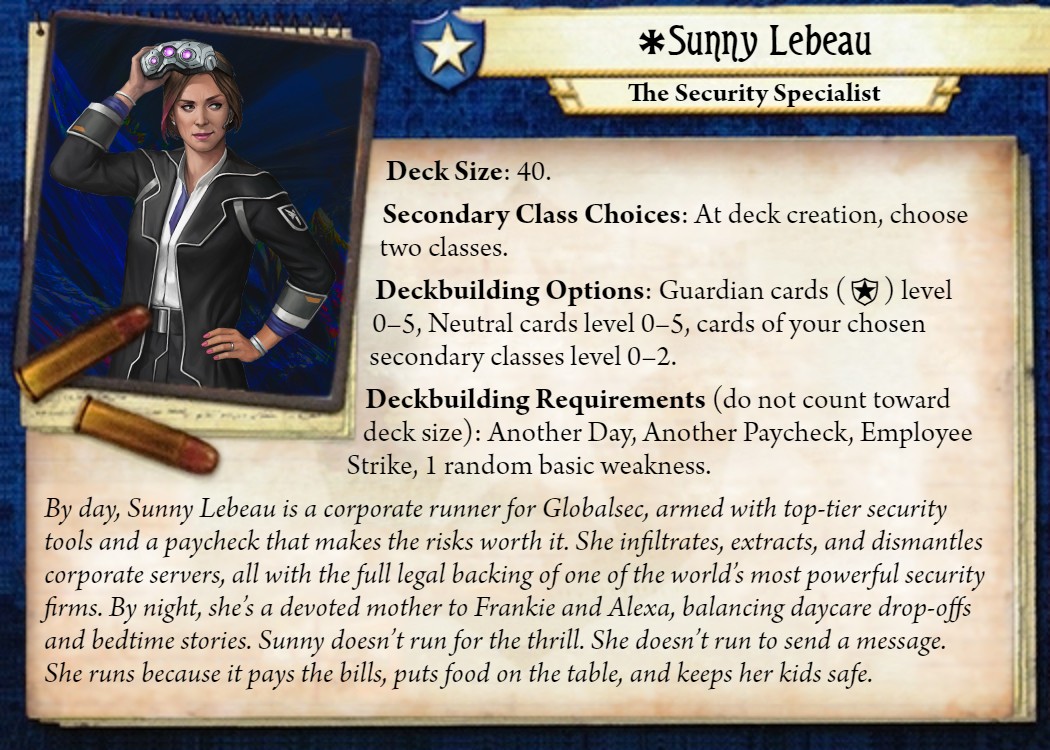 *Sunny Lebeau
The Security Specialist
Deck Size: 40.
Secondary Class Choices: At deck creation, choose
two classes.
Deckbuilding Options: Guardian cards ( ) level
0–5, Neutral cards level 0–5, cards of your chosen
secondary classes level 0–2.
Deckbuilding Requirements (do not count toward
deck size): Another Day, Another Paycheck, Employee
Strike, 1 random basic weakness.
By day, Sunny Lebeau is a corporate runner for Globalsec, armed with top-tier security
tools and a paycheck that makes the risks worth it. She infiltrates, extracts, and dismantles
corporate servers, all with the full legal backing of one of the world’s most powerful security
firms. By night, she’s a devoted mother to Frankie and Alexa, balancing daycare drop-offs
and bedtime stories. Sunny doesn’t run for the thrill. She doesn’t run to send a message.
She runs because it pays the bills, puts food on the table, and keeps her kids safe.